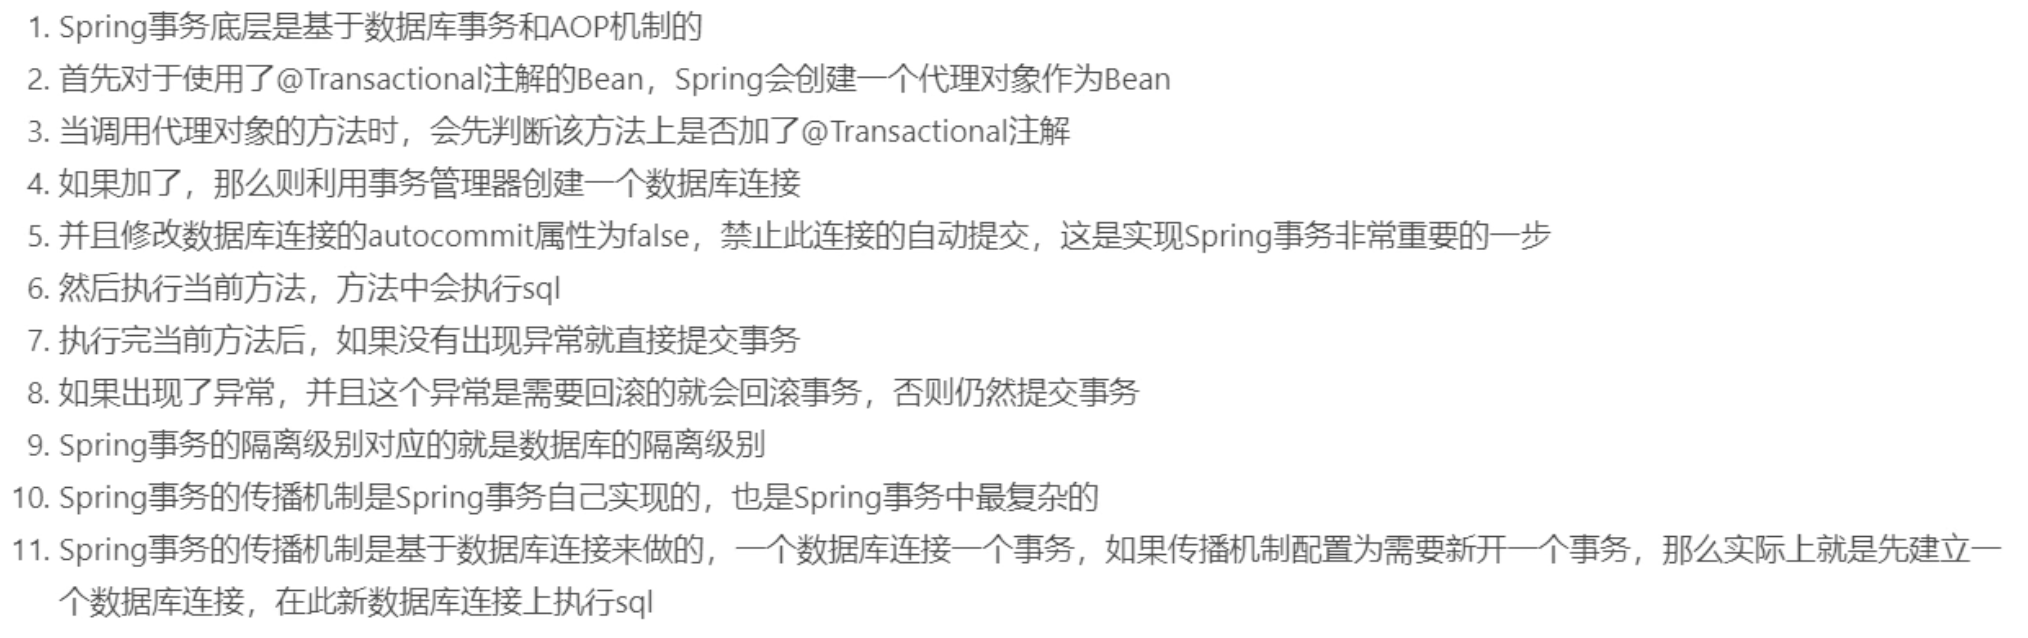 1. Spring事务底层是基于数据库事务和AOP机制的
2. 首先对于使用了@Transactional注解的Bean，Spring会创建一个代理对象作为Bean
3. 当调用代理对象的方法时，会先判断该方法上是否加了@Transactional注解
4. 如果加了，那么则利用事务管理器创建一个数据库连接
5. 并且修改数据库连接的autocommit属性为false，禁止此连接的自动提交，这是实现Spring事务非常重要的一步
6. 然后执行当前方法，方法中会执行sql
7. 执行完当前方法后，如果没有出现异常就直接提交事务
8. 如果出现了异常，并且这个异常是需要回滚的就会回滚事务，否则仍然提交事务
9. Spring事务的隔离级别对应的就是数据库的隔离级别
10. Spring事务的传播机制是Spring事务自己实现的，也是Spring事务中最复杂的
11. Spring事务的传播机制是基于数据库连接来做的，一个数据库连接一个事务，如果传播机制配置为需要新开一个事务，那么实际上就是先建立一
个数据库连接，在此新数据库连接上执行sql